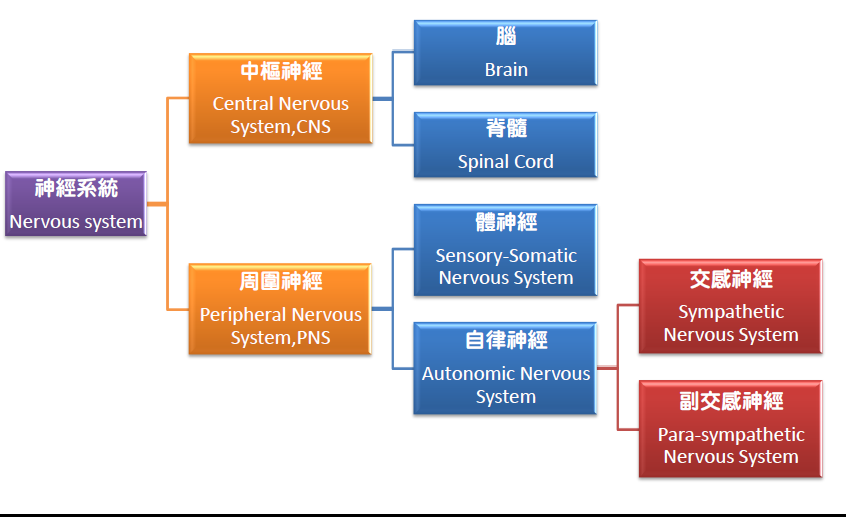 神經系統
Nervous system
中樞神經
Central Nervous
System,CNS
腦
Brain
脊髓
Spinal Cord
周圍神經
Peripheral Nervous
System,PNS
體神經
Sensory-Somatic
Nervous System
自律神經
Autonomic Nervous
System
交感神經
Sympathetic
Nervous System
副交感神經
Para-sympathetic
Nervous System